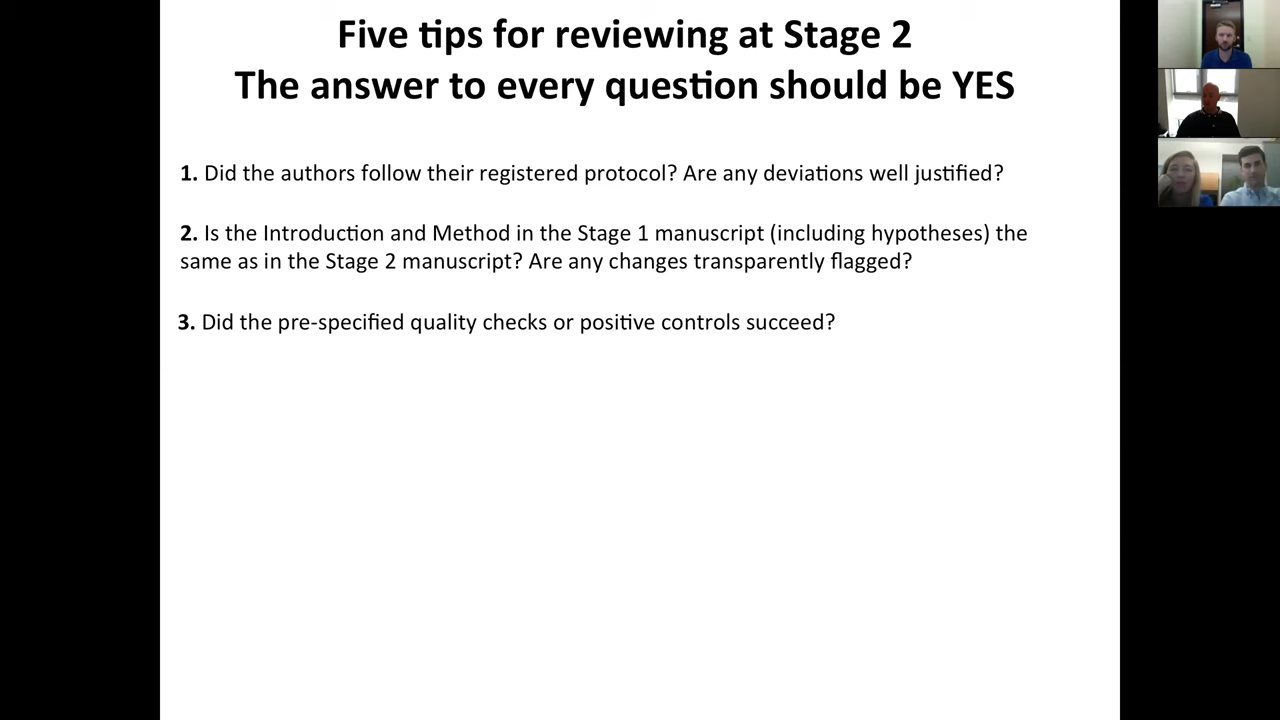 Five tips for reviewing at Stage 2
The answer to every question should be YES
1. Did the authors follow their registered protocol? Are any deviations well justified?
2. Is the Introduction and Method in the Stage 1 manuscript (including hypotheses) the
same as in the Stage 2 manuscript? Are any changes transparently flagged?
3. Did the pre-specified quality checks or positive controls succeed?